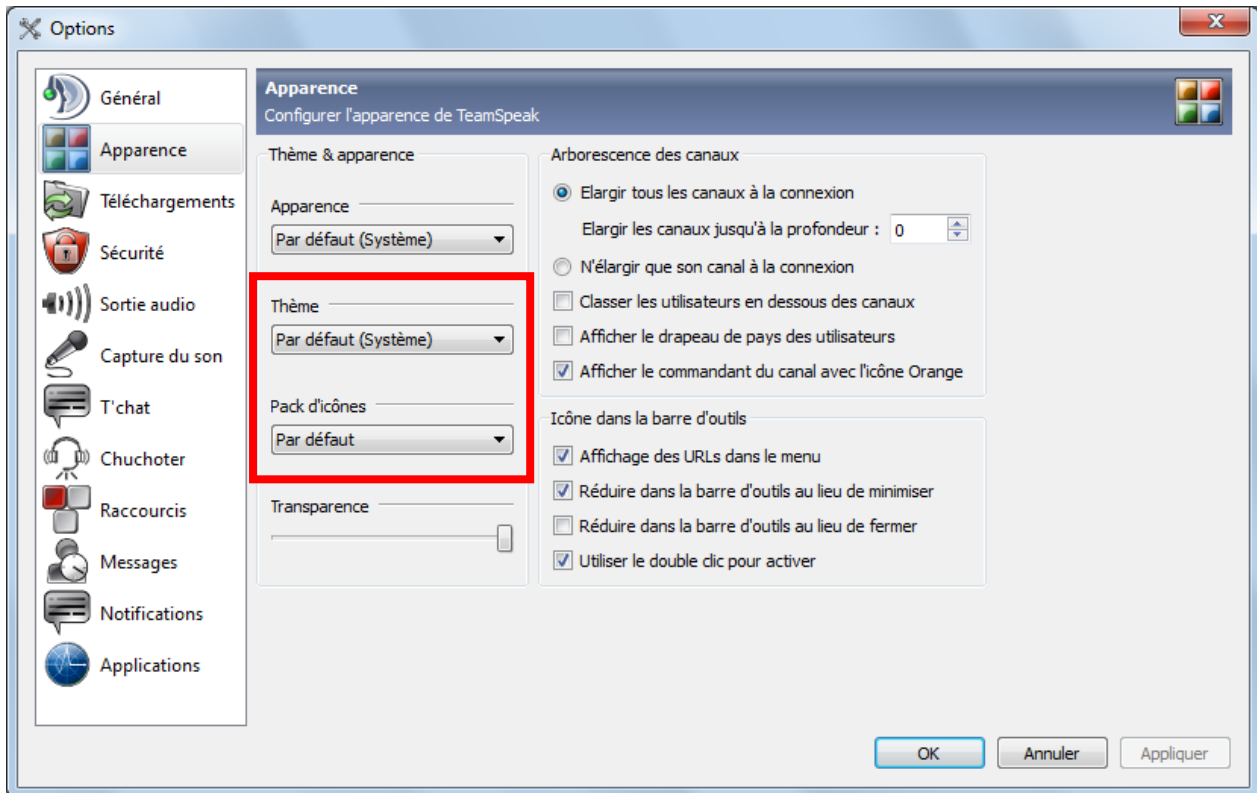 Options
Général
Apparence
Téléchargements
Sécurité
Sortie audio
Capture du son
T'chat
Chuchoter
Raccourcis
Messages
Notifications
Applications
Apparence
Configurer l'apparence de TeamSpeak
Thème & apparence
Apparence
Par défaut (Système)
Thème
Par défaut (Système)
Pack d'icônes
Par défaut
Transparence
Arborescence des canaux
Elargir tous les canaux à la connexion
Elargir les canaux jusqu'à la profondeur : 0
N'élargir que son canal à la connexion
Classer les utilisateurs en dessous des canaux
Afficher le drapeau de pays des utilisateurs
Afficher le commandant du canal avec l'icône Orange
Icône dans la barre d'outils
Affichage des URLs dans le menu
Réduire dans la barre d'outils au lieu de minimiser
Réduire dans la barre d'outils au lieu de fermer
Utiliser le double clic pour activer
OK
Annuler
Appliquer